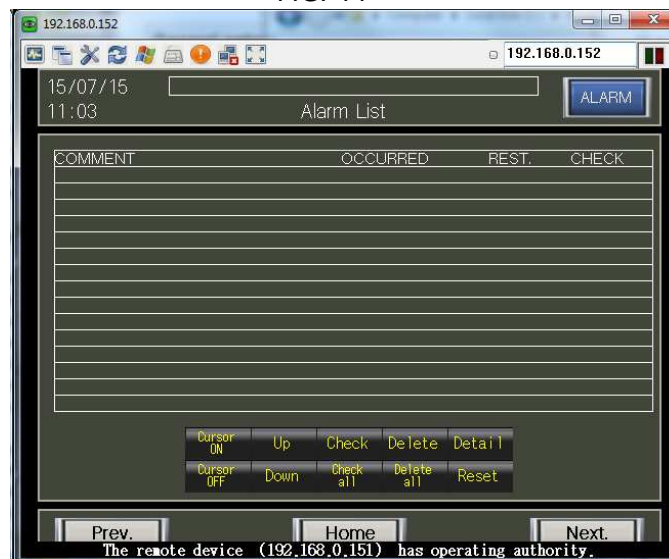 192.168.0.152
192.168.0.152
15/07/15
11:03
Alarm List
ALARM
COMMENT OCCURRED REST. CHECK
Cursor ON Up Check Delete Detail
Cursor OFF Down Check all Delete all Reset
Prev. Home Next.
The remote device (192.168.0.151) has operating authority.